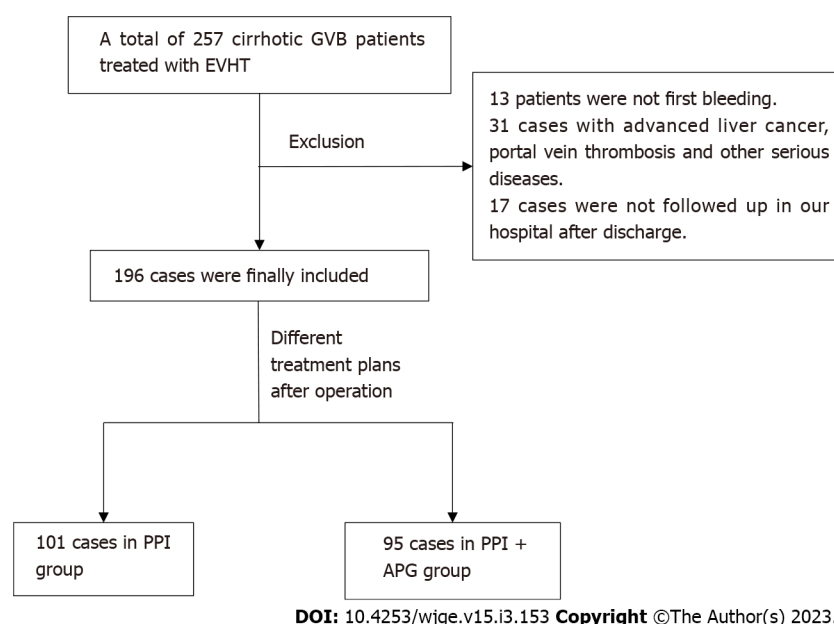 A total of 257 cirrhotic GVB patients
treated with EVHT
Exclusion
13 patients were not first bleeding.
31 cases with advanced liver cancer,
portal vein thrombosis and other serious
diseases.
17 cases were not followed up in our
hospital after discharge.
196 cases were finally included
Different
treatment plans
after operation
101 cases in PPI
group
95 cases in PPI +
APG group
DOI: 10.4253/wjge.v15.i3.153 Copyright ©The Author(s) 2023.